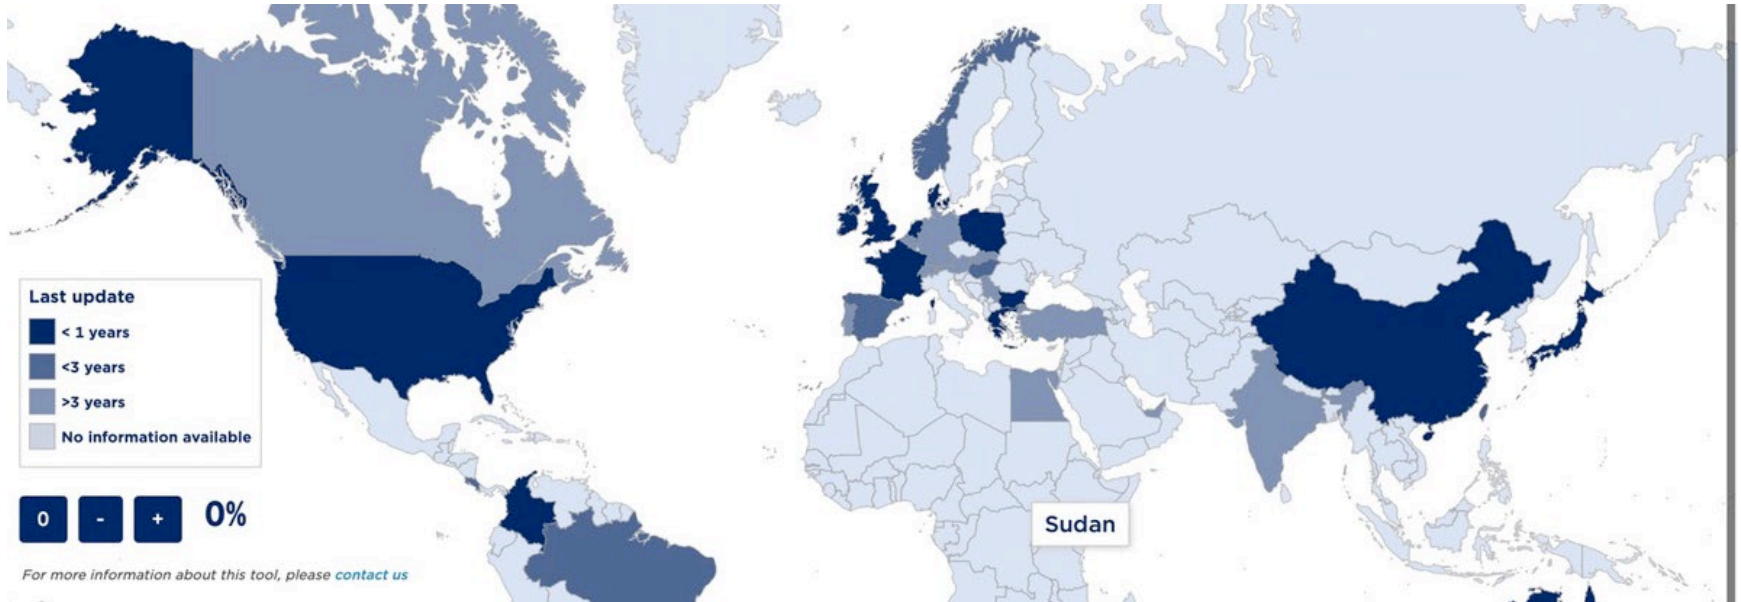 Last update
< 1 years
<3 years
>3 years
No information available
0
-
+
0%
Sudan
For more information about this tool, please contact us